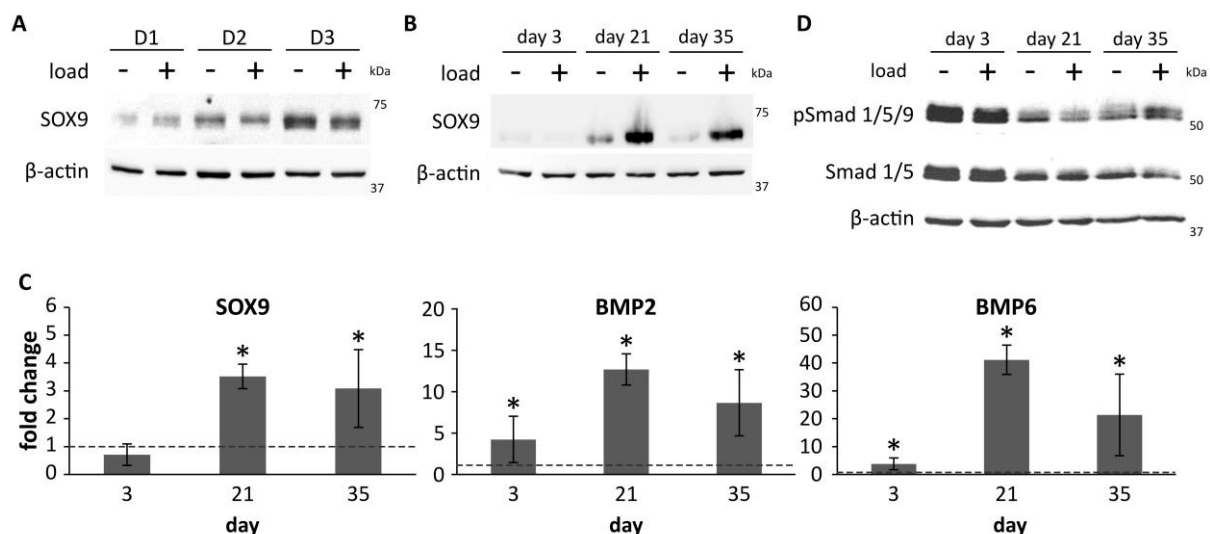 A
D1 D2 D3
load - + - + - + kDa
SOX9 75
β-actin
37
B
day 3 day 21 day 35
load - + - + - + kDa
SOX9 75
β-actin
37
D
day 3 day 21 day 35
load - + - + - + kDa
pSmad 1/5/9 50
Smad 1/5 50
β-actin
37
C
SOX9
fold change
6
5
4
3
2
1
0
* *
3 21 35
day
BMP2
20
15
10
5
0
* * *
3 21 35
day
BMP6
60
50
40
30
20
10
0
* * *
3 21 35
day